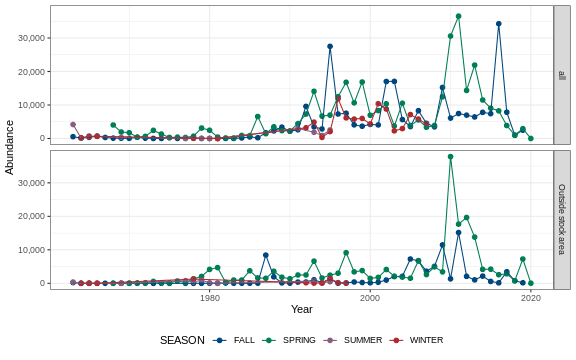 30,000
20,000
10,000
0
all
Abundance
30,000
20,000
10,000
0
Outside stock area
1980
2000
2020
Year
SEASON FALL SPRING SUMMER WINTER